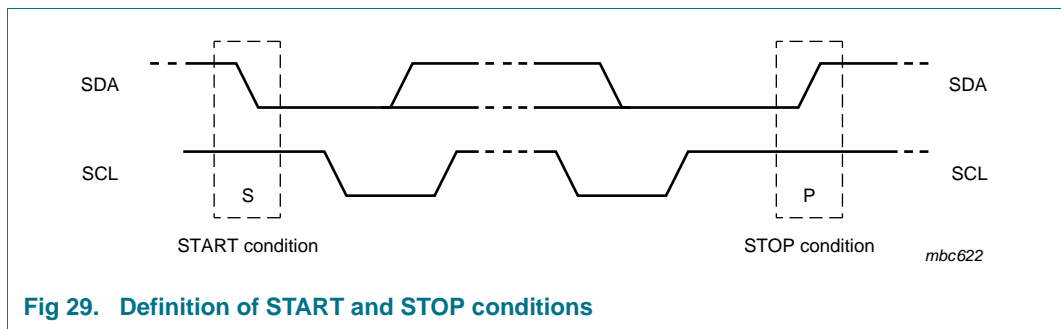 SDA SDA
SCL SCL
S P
START condition STOP condition
mbc622
Fig 29. Definition of START and STOP conditions